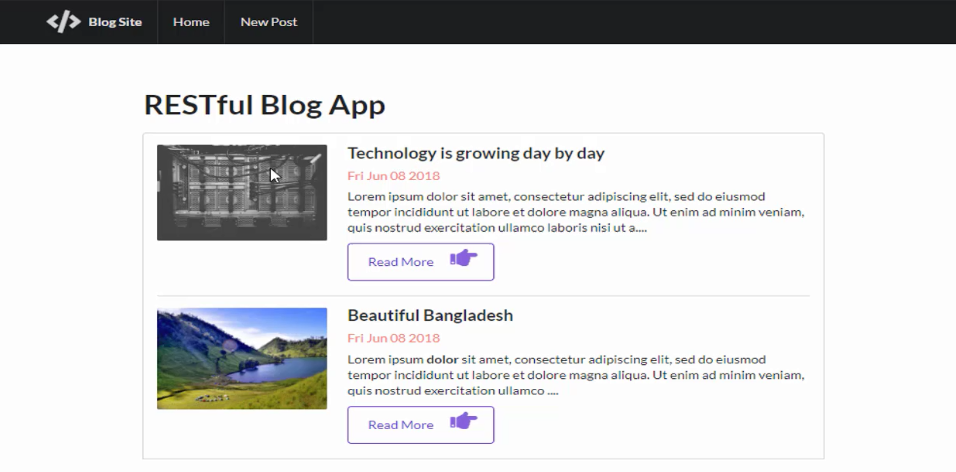 </> Blog Site Home New Post
RESTful Blog App
Technology is growing day by day
Fri Jun 08 2018
Lorem ipsum dolor sit amet, consectetur adipiscing elit, sed do eiusmod
tempor incididunt ut labore et dolore magna aliqua. Ut enim ad minim veniam,
quis nostrud exercitation ullamco laboris nisi ut a....
Read More
Beautiful Bangladesh
Fri Jun 08 2018
Lorem ipsum dolor sit amet, consectetur adipiscing elit, sed do eiusmod
tempor incididunt ut labore et dolore magna aliqua. Ut enim ad minim veniam,
quis nostrud exercitation ullamco ....
Read More